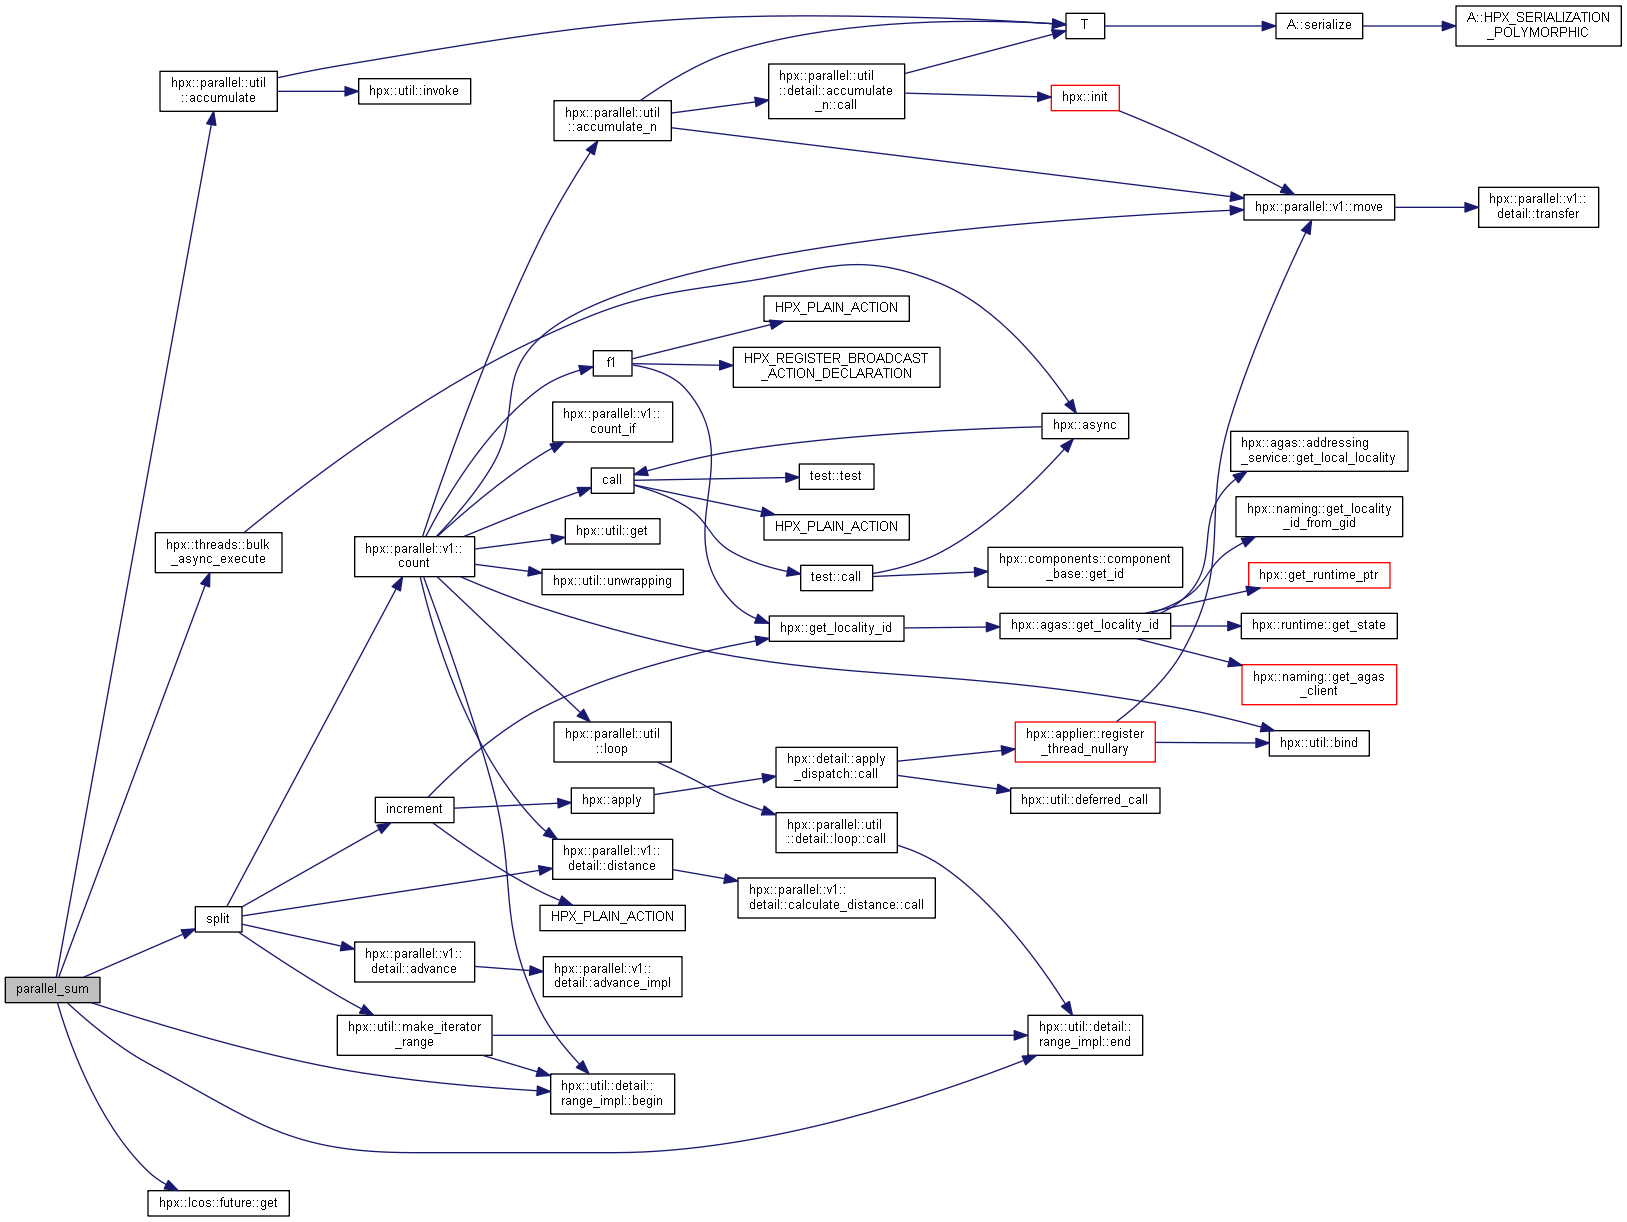 T
A::serialize
A::HPX_SERIALIZATION
_POLYMORPHIC
hpx::parallel::util
::accumulate
hpx::util::invoke
hpx::parallel::util
::detail::accumulate
_n::call
hpx::init
hpx::parallel::util
::accumulate_n
hpx::parallel::v1::move
hpx::parallel::v1::
detail::transfer
HPX_PLAIN_ACTION
f1
HPX_REGISTER_BROADCAST
_ACTION_DECLARATION
hpx::parallel::v1::
count_if
hpx::async
hpx::agas::addressing
_service::get_local_locality
call
test::test
hpx::naming::get_locality
_id_from_gid
HPX_PLAIN_ACTION
hpx::util::get
hpx::threads::bulk
_async_execute
hpx::parallel::v1::
count
hpx::util::unwrapping
test::call
hpx::components::component
_base::get_id
hpx::get_runtime_ptr
hpx::get_locality_id
hpx::agas::get_locality_id
hpx::runtime::get_state
hpx::naming::get_agas
_client
hpx::parallel::util
::loop
hpx::applier::register
_thread_nullary
hpx::util::bind
hpx::detail::apply
_dispatch::call
hpx::util::deferred_call
increment
hpx::apply
hpx::parallel::util
::detail::loop::call
hpx::parallel::v1::
detail::distance
hpx::parallel::v1::
detail::calculate_distance::call
split
HPX_PLAIN_ACTION
hpx::parallel::v1::
detail::advance
hpx::parallel::v1::
detail::advance_impl
parallel_sum
hpx::util::make_iterator
_range
hpx::util::detail::
range_impl::end
hpx::util::detail::
range_impl::begin
hpx::lcos::future::get